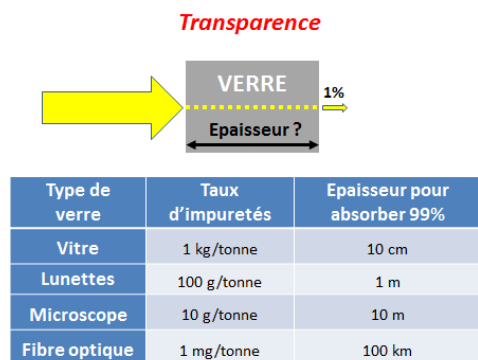 Transparence
VERRE
1%
Epaisseur ?
Type de verre Taux d'impuretés Epaisseur pour absorber 99%
Vitre 1 kg/tonne 10 cm
Lunettes 100 g/tonne 1 m
Microscope 10 g/tonne 10 m
Fibre optique 1 mg/tonne 100 km